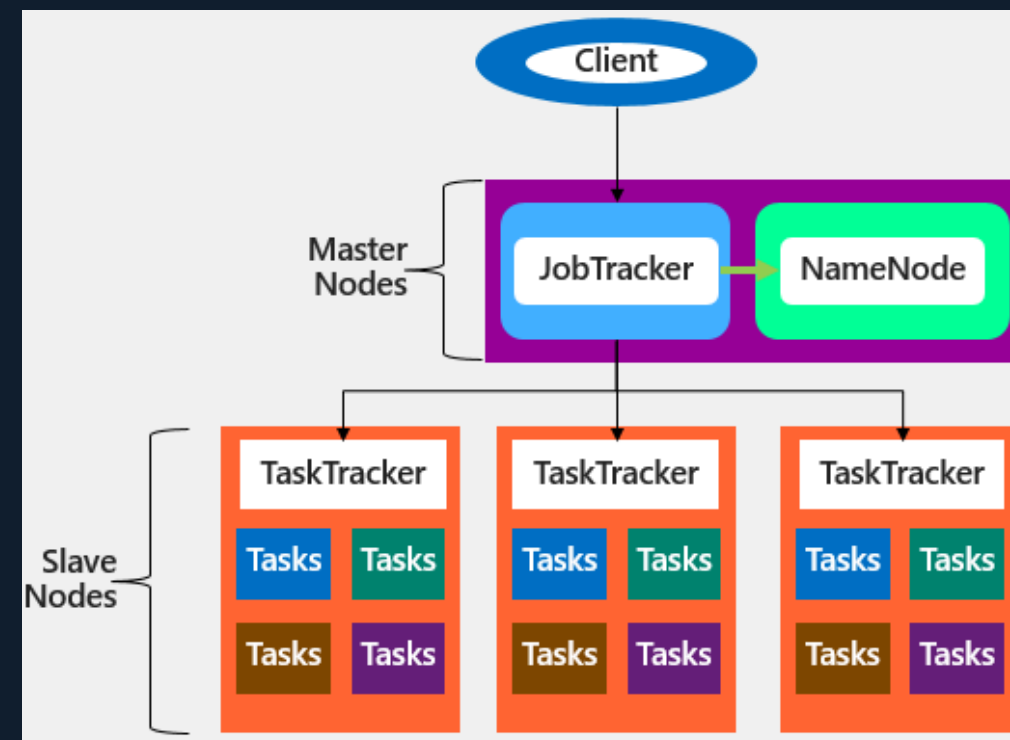 Client
Master
Nodes
JobTracker
NameNode
TaskTracker
TaskTracker
TaskTracker
Slave
Nodes
Tasks Tasks
Tasks Tasks
Tasks Tasks
Tasks Tasks
Tasks Tasks
Tasks Tasks